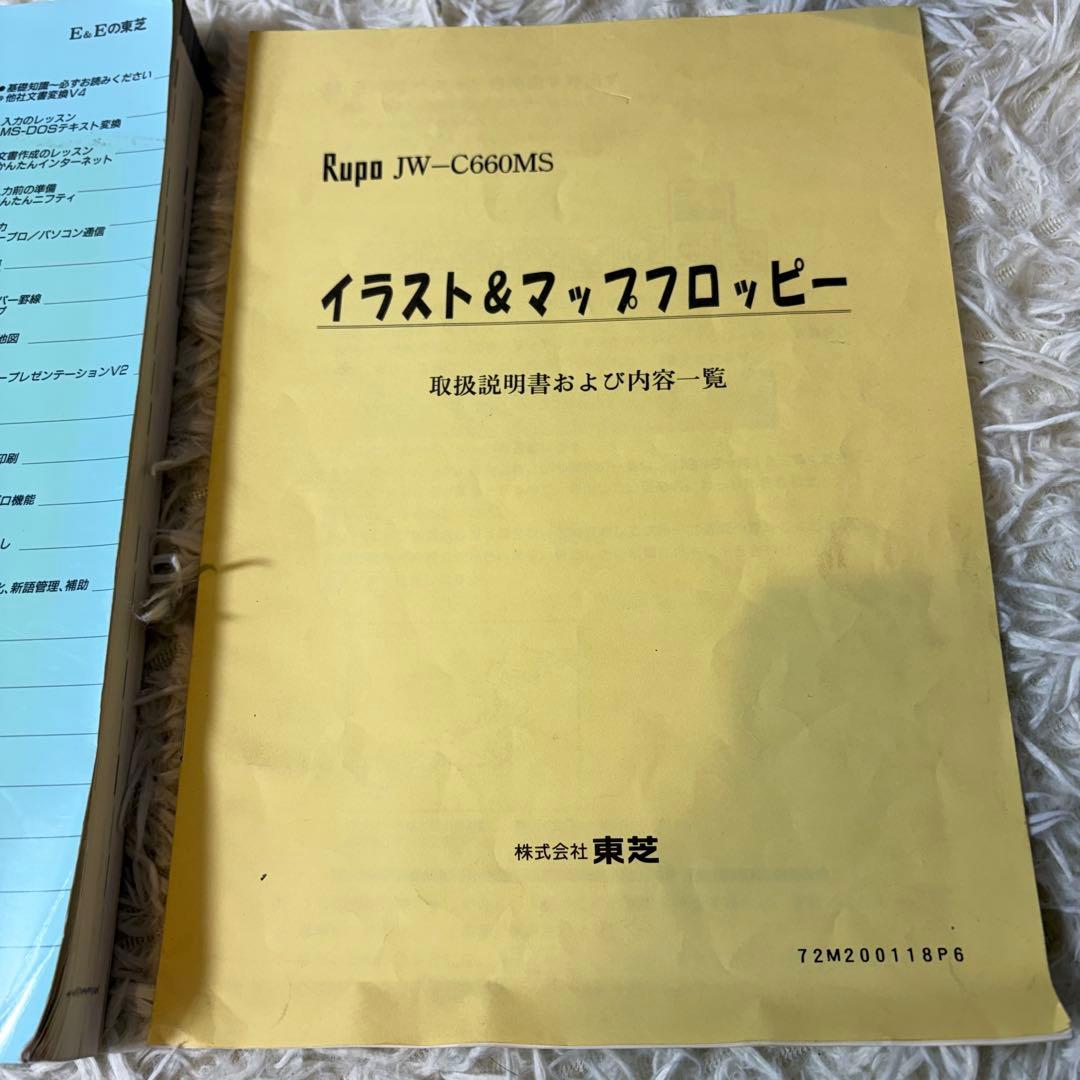 E&Eの東芝
●基礎知識〜必ずお読みください
他社文書変換V4
入力のレッスン
MS-DOSテキスト変換
文書作成のレッスン
かんたんインターネット
力前の準備
んたんニフティ
力
ープロ/パソコン通信
バー罫線
プ
地図
ープレゼンテーションV2
印刷
口機能
し
化、新語管理、補助
Rupo JW-C660MS
イラスト&マップフロッピー
取扱説明書および内容一覧
株式会社 東芝
72M200118P6